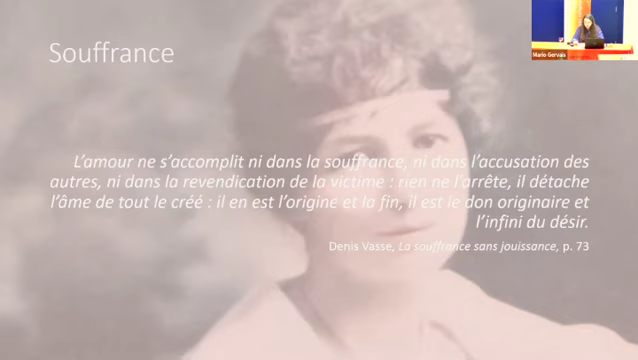 Mario Gervais
Souffrance
L'amour ne s'accomplit ni dans la souffrance, ni dans l'accusation des
autres, ni dans la revendication de la victime : rien ne l'arrête, il détache
l'âme de tout le créé : il en est l'origine et la fin, il est le don originaire et
l'infini du désir.
Denis Vasse, La souffrance sans jouissance, p. 73